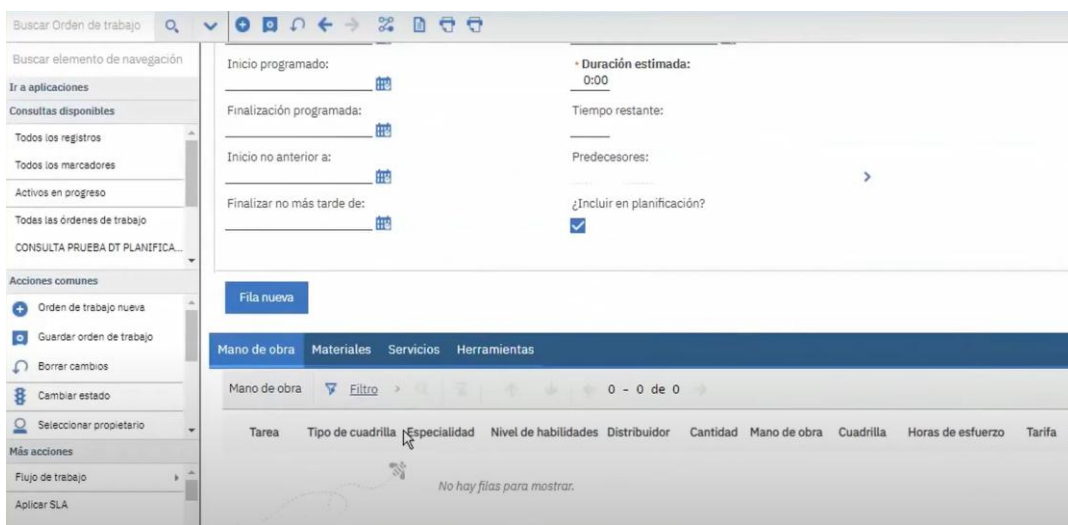 Buscar Orden de trabajo
Buscar elemento de navegación
Ir a aplicaciones
Consultas disponibles
Todos los registros
Todos los marcadores
Activos en progreso
Todas las órdenes de trabajo
CONSULTA PRUEBA DT PLANIFICA...
Acciones comunes
Orden de trabajo nueva
Guardar orden de trabajo
Borrar cambios
Cambiar estado
Seleccionar propietario
Más acciones
Flujo de trabajo
Aplicar SLA
Inicio programado:
* Duración estimada:
0:00
Finalización programada:
Tiempo restante:
Inicio no anterior a:
Predecesores:
Finalizar no más tarde de:
¿Incluir en planificación?
Fila nueva
Mano de obra Materiales Servicios Herramientas
Mano de obra Filtro 0 - 0 de 0
Tarea Tipo de cuadrilla Especialidad Nivel de habilidades Distribuidor Cantidad Mano de obra Cuadrilla Horas de esfuerzo Tarifa
No hay filas para mostrar.